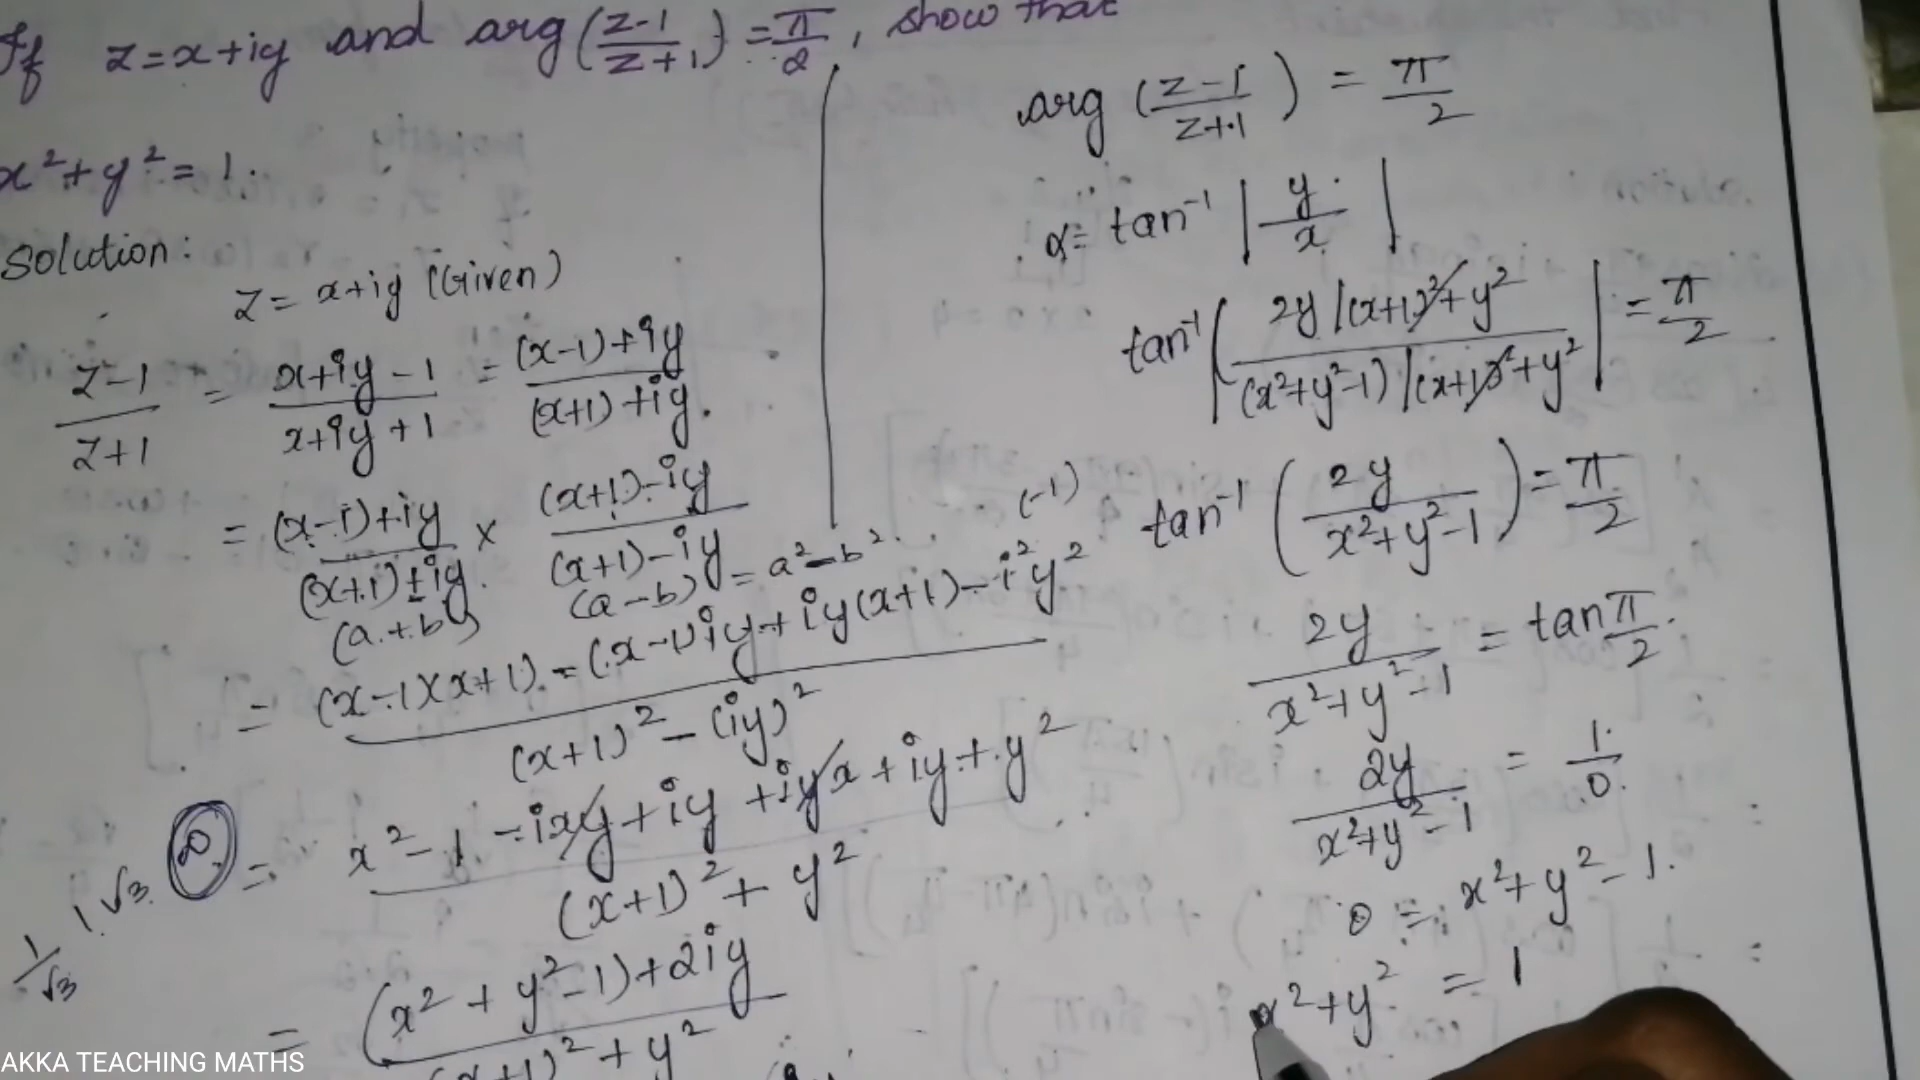 If z=x+iy and arg(z-1/z+1)=π/2, show that
x²+y²=1.
Solution:
z=x+iy (Given)
z-1/z+1 = x+iy-1/x+iy+1 = (x-1)+iy/(x+1)+iy.
= (x-1)+iy/(x+1)+iy × (x+1)-iy/(x+1)-iy
(a+b) (a-b) = a²-b²
(-1)
= (x-1)(x+1)-(x-1)iy+iy(x+1)-i²y²/(x+1)²-(iy)²
= x²-1-ixy+iy+iyx+iy+y²/(x+1)²+y²
1 √3
1/√3
= (x²+y²-1)+2iy/(x+1)²+y²
arg(z-1/z+1) = π/2
α= tan⁻¹|y/x|
tan⁻¹|2y/(x+1)²+y²/(x²+y²-1)/(x+1)²+y²| = π/2
tan⁻¹(2y/x²+y²-1) = π/2
2y/x²+y²-1 = tan π/2.
2y/x²+y²-1 = 1/0.
0 = x²+y²-1.
x²+y² = 1
AKKA TEACHING MATHS